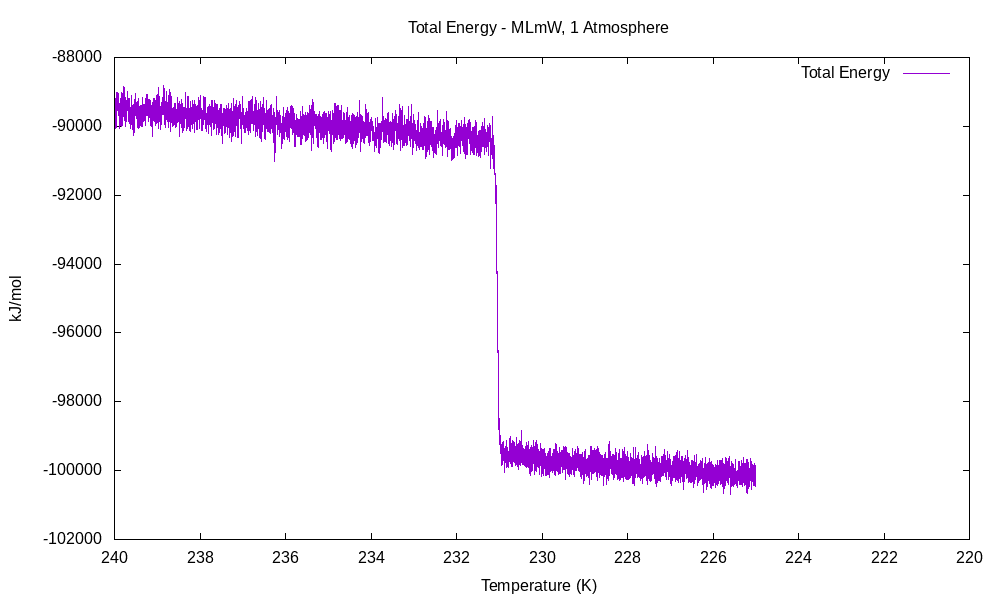 Total Energy - MLmW, 1 Atmosphere
-88000
Total Energy
-90000
-92000
-94000
kJ/mol
-96000
-98000
-100000
-102000
240 238 236 234 232 230 228 226 224 222 220
Temperature (K)